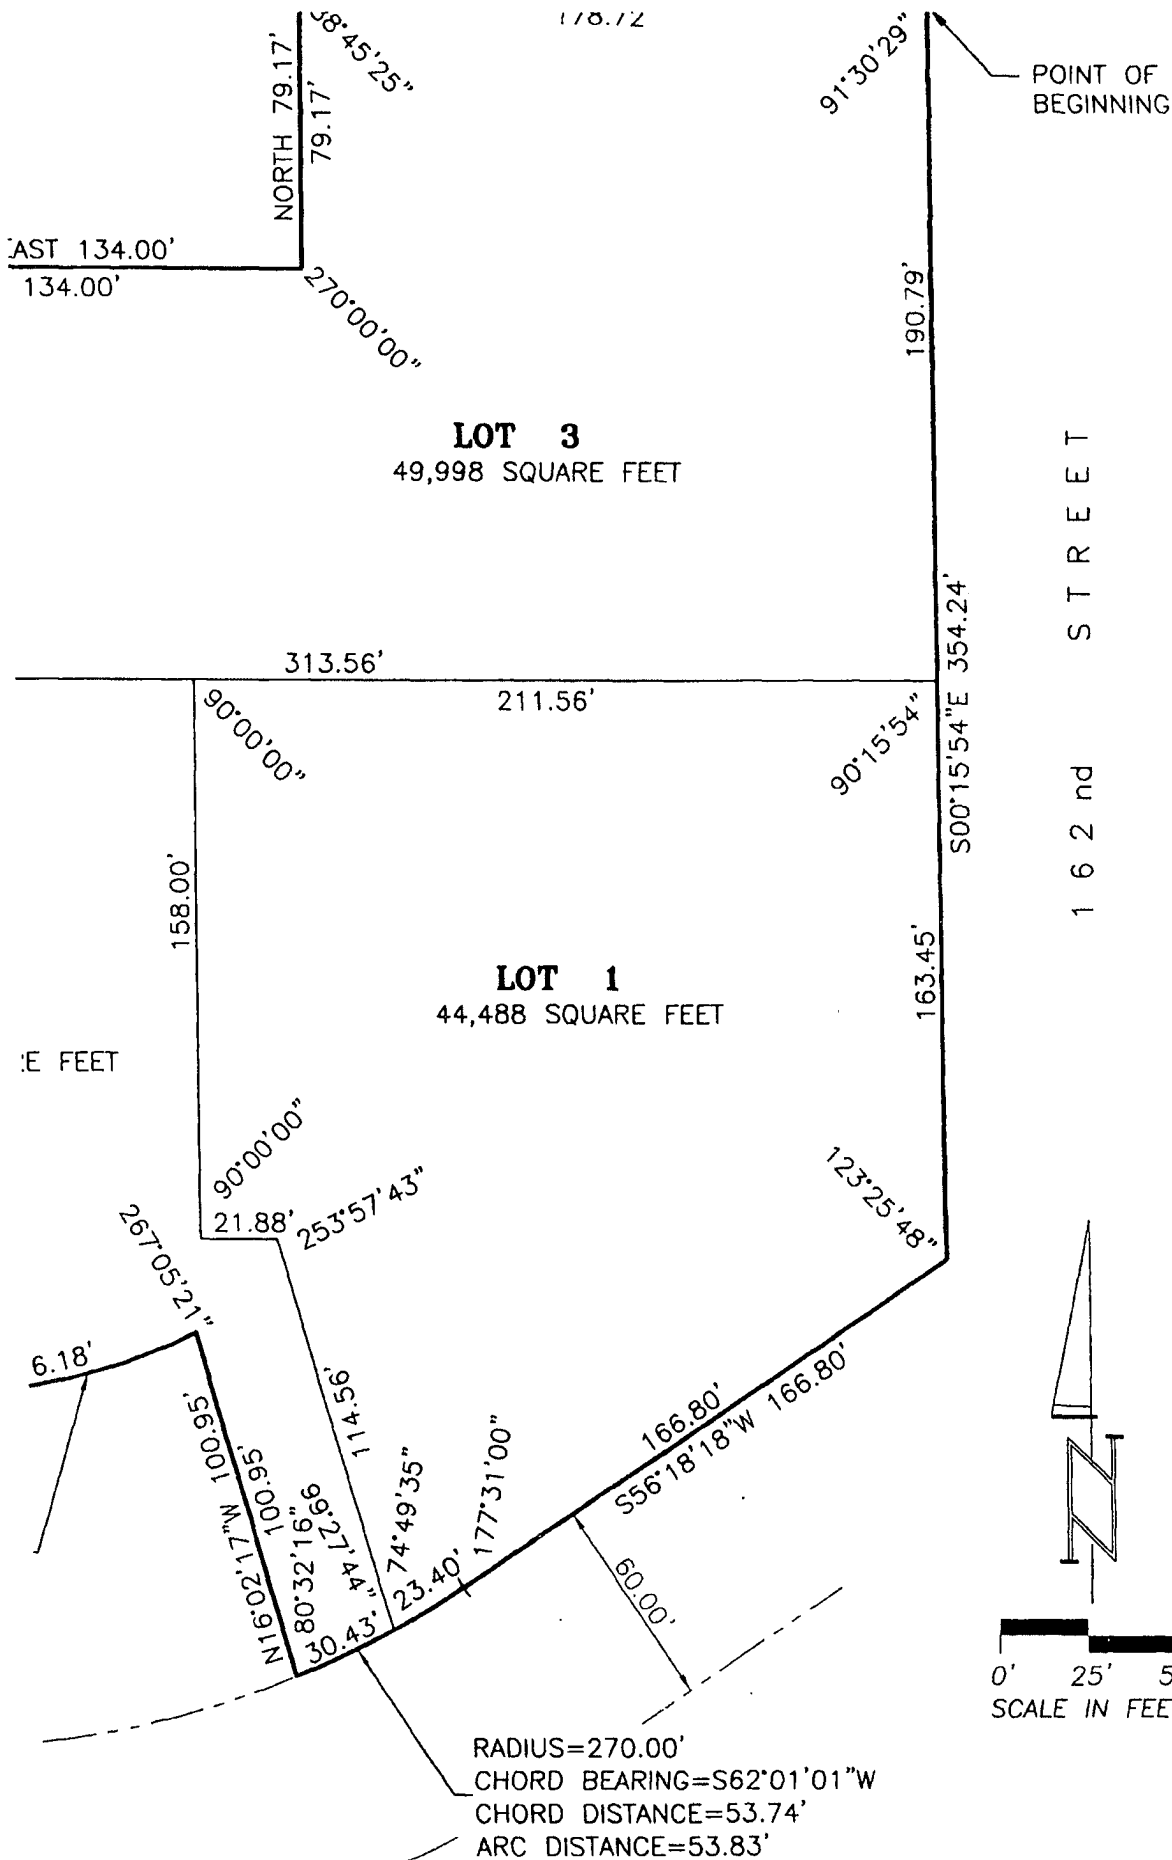 178.72
38°45'25"
91°30'29"
POINT OF
BEGINNING
NORTH 79.17'
79.17'
EAST 134.00'
134.00'
270°00'00"
190.79'
LOT 3
49,998 SQUARE FEET
S00°15'54"E 354.24'
162nd STREET
313.56'
211.56'
90°00'00"
90°15'54"
158.00'
163.45'
LOT 1
44,488 SQUARE FEET
E FEET
90°00'00"
21.88'
253°57'43"
123°25'48"
267°05'21"
6.18'
114.56'
N16°02'17"W 100.95'
100.95'
80°32'16"
99°27'44"
74°49'35"
177°31'00"
166.80'
S56°18'18"W 166.80'
30.43'
23.40'
60.00'
N
0' 25' 5
SCALE IN FEE
RADIUS=270.00'
CHORD BEARING=S62°01'01"W
CHORD DISTANCE=53.74'
ARC DISTANCE=53.83'